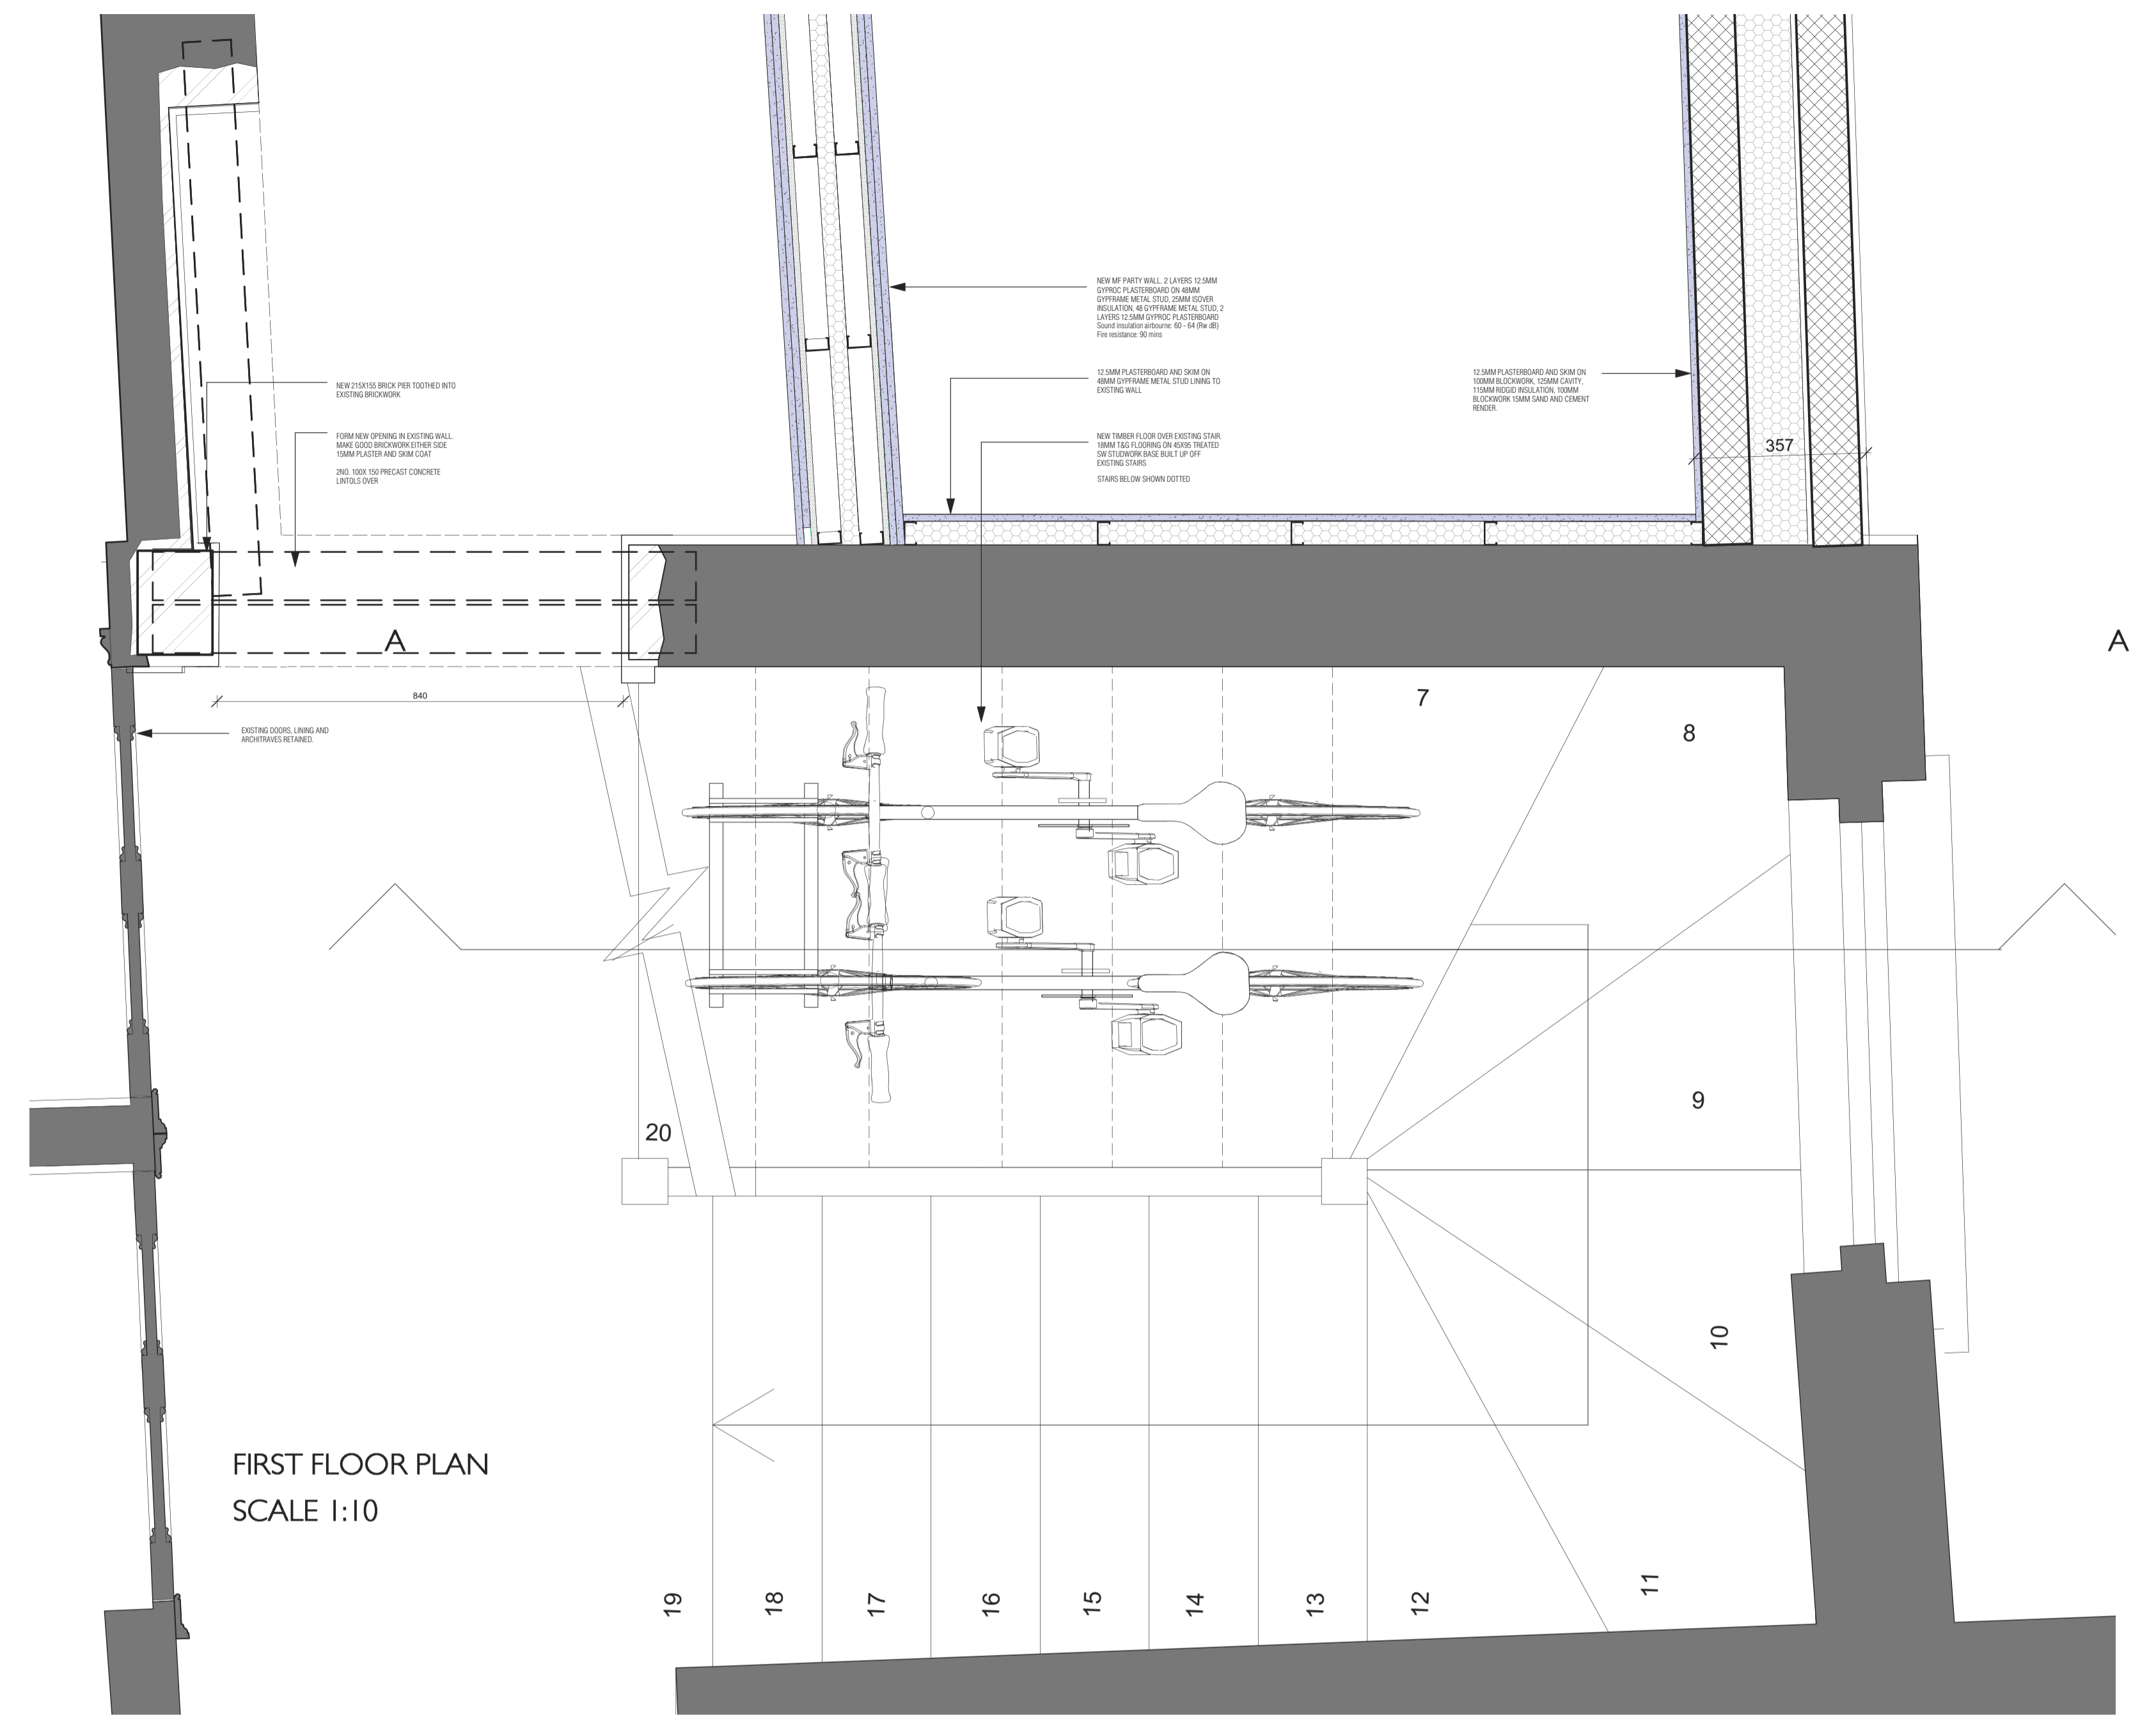 NEW MF PARTY WALL. 2 LAYERS 12.5MM
GYPROC PLASTERBOARD ON 48MM
GYPFRAME METAL STUD, 25MM ISOVER
INSULATION, 48 GYPFRAME METAL STUD, 2
LAYERS 12.5MM GYPROC PLASTERBOARD
Sound insulation airbourne: 60 - 64 (Rw dB)
Fire resistance: 90 mins
NEW 215X155 BRICK PIER TOOTHED INTO
EXISTING BRICKWORK
12.5MM PLASTERBOARD AND SKIM ON
48MM GYPFRAME METAL STUD LINING TO
EXISTING WALL
12.5MM PLASTERBOARD AND SKIM ON
100MM BLOCKWORK, 125MM CAVITY,
115MM RIDGID INSULATION, 100MM
BLOCKWORK 15MM SAND AND CEMENT
RENDER.
357
FORM NEW OPENING IN EXISTING WALL.
MAKE GOOD BRICKWORK EITHER SIDE
15MM PLASTER AND SKIM COAT
2NO. 100X 150 PRECAST CONCRETE
LINTOLS OVER
NEW TIMBER FLOOR OVER EXISTING STAIR.
18MM T&G FLOORING ON 45X95 TREATED
SW STUDWORK BASE BUILT UP OFF
EXISTING STAIRS
STAIRS BELOW SHOWN DOTTED
A
A
840
7
8
EXISTING DOORS, LINING AND
ARCHITRAVES RETAINED.
9
20
10
FIRST FLOOR PLAN
SCALE 1:10
19
18
17
16
15
14
13
12
11